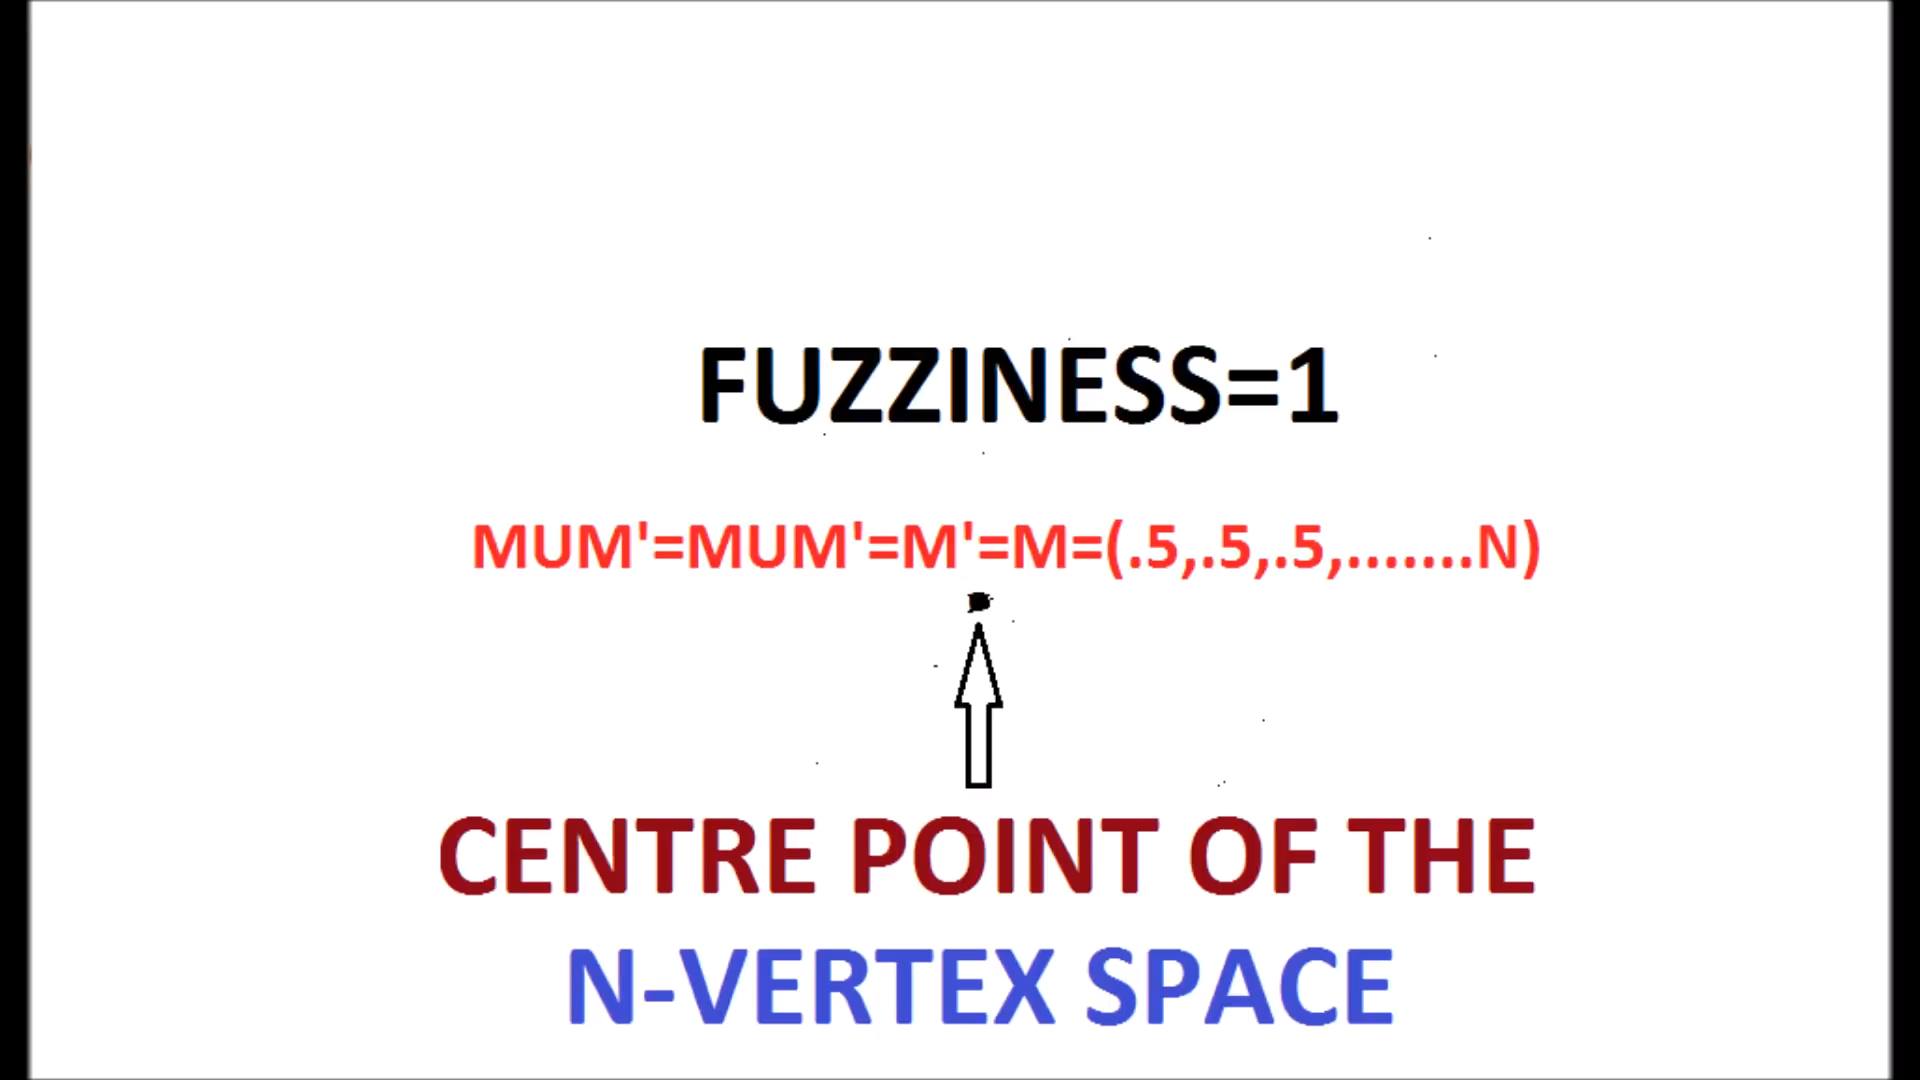 FUZZINESS=1
MUM'=MUM'=M'=M=(.5,.5,.5,.......N)
CENTRE POINT OF THE
N-VERTEX SPACE